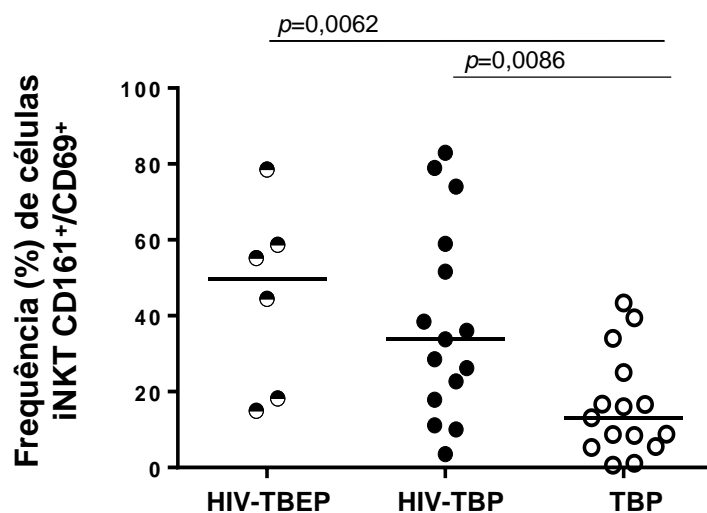 p=0,0062
p=0,0086
Frequência (%) de células
iNKT CD161⁺/CD69⁺
100
80
60
40
20
0
HIV-TBEP HIV-TBP TBP